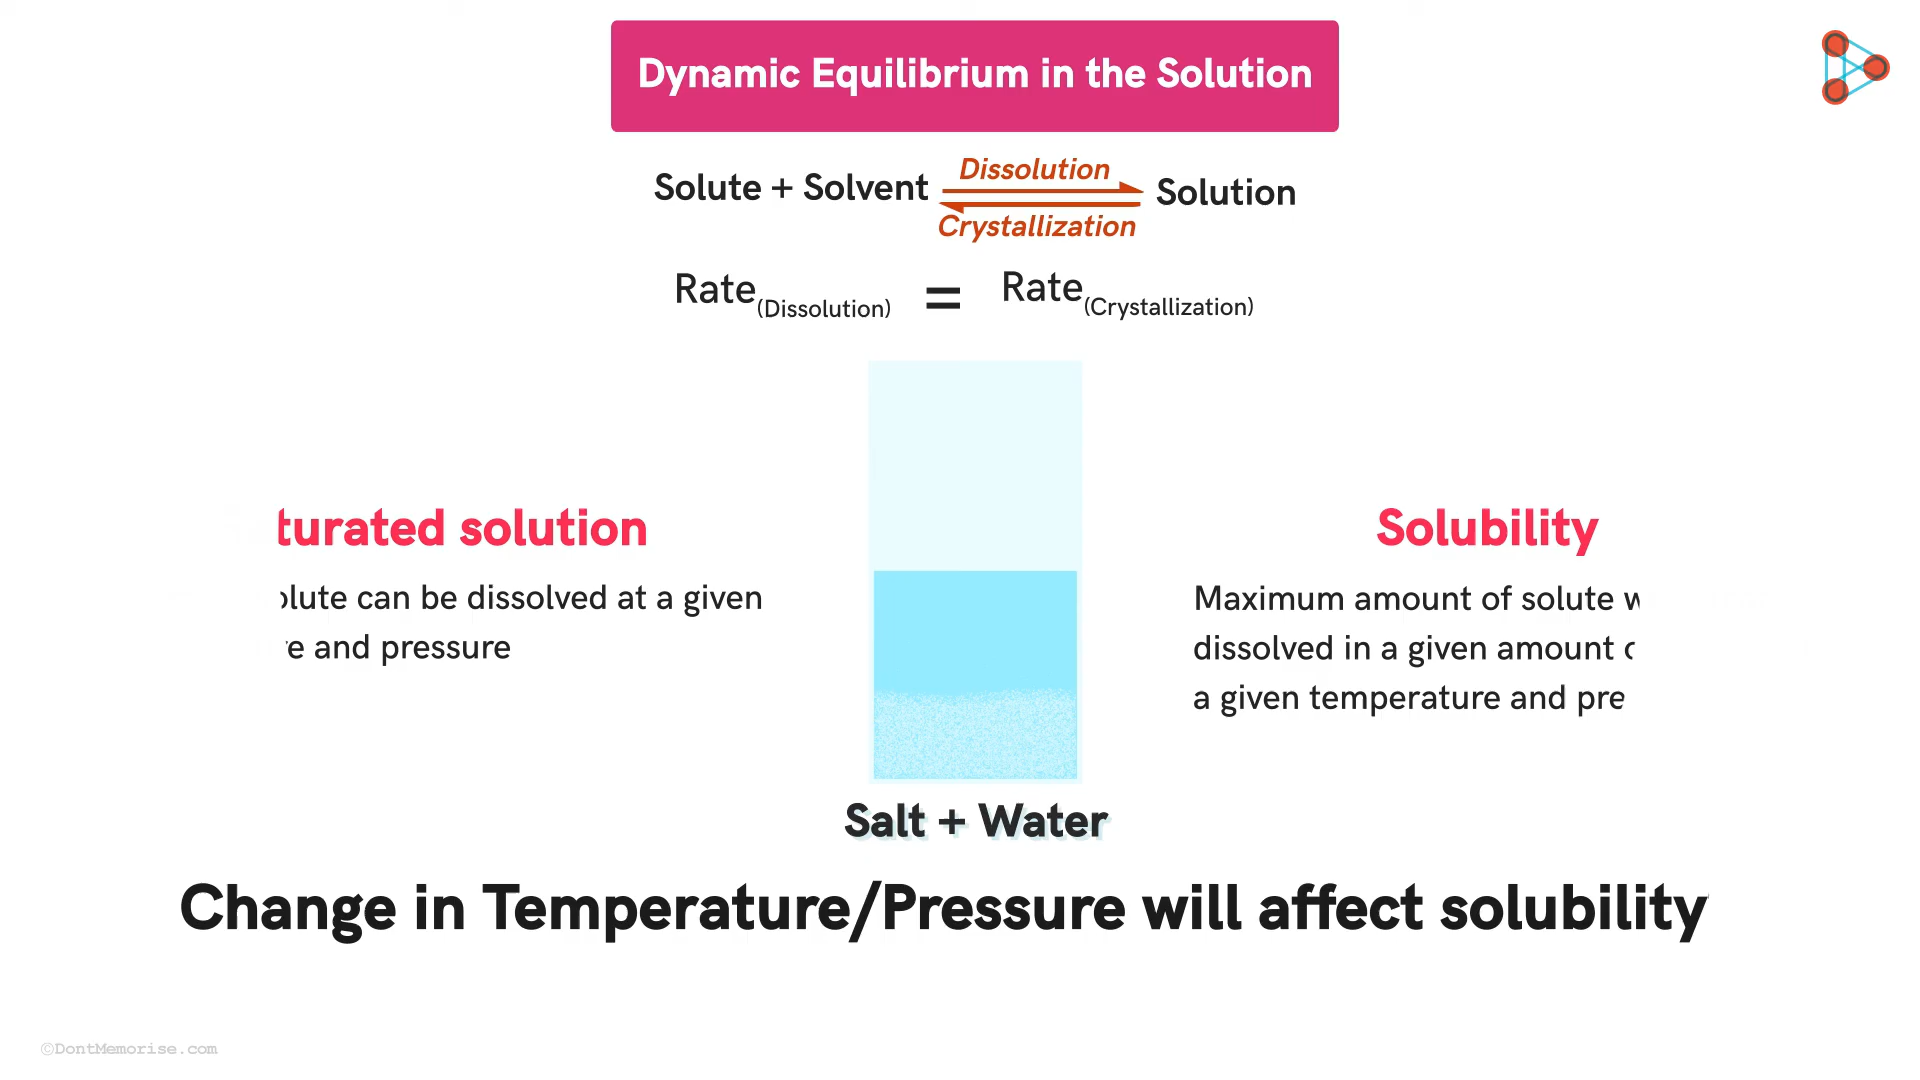 Dynamic Equilibrium in the Solution
Solute + Solvent
Dissolution
Crystallization
Solution
Rate(Dissolution) = Rate(Crystallization)
turated solution
olute can be dissolved at a given
re and pressure
Solubility
Maximum amount of solute
dissolved in a given amount
a given temperature and pre
Salt + Water
Change in Temperature/Pressure will affect solubility
©DontMemorise.com